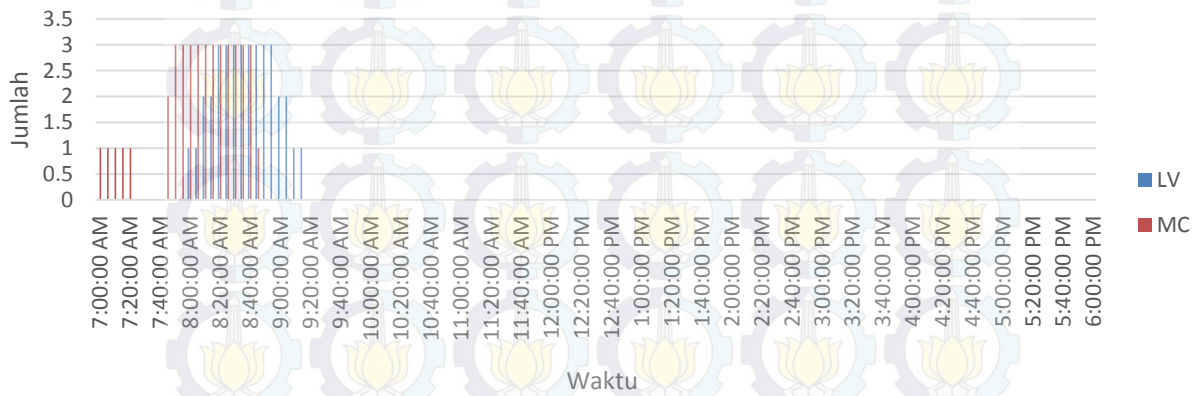 3.5
3
2.5
2
1.5
1
0.5
0
Jumlah
7:00:00 AM
7:20:00 AM
7:40:00 AM
8:00:00 AM
8:20:00 AM
8:40:00 AM
9:00:00 AM
9:20:00 AM
9:40:00 AM
10:00:00 AM
10:20:00 AM
10:40:00 AM
11:00:00 AM
11:20:00 AM
11:40:00 AM
12:00:00 PM
12:20:00 PM
12:40:00 PM
1:00:00 PM
1:20:00 PM
1:40:00 PM
2:00:00 PM
2:20:00 PM
2:40:00 PM
3:00:00 PM
3:20:00 PM
3:40:00 PM
4:00:00 PM
4:20:00 PM
4:40:00 PM
5:00:00 PM
5:20:00 PM
5:40:00 PM
6:00:00 PM
Waktu
LV
MC